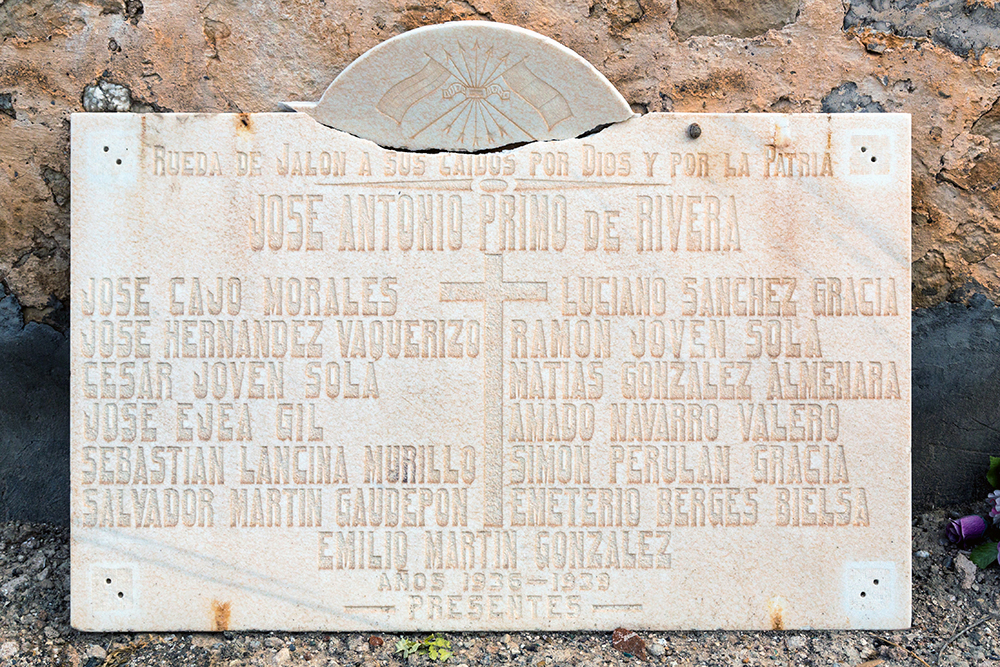 RUEDA DE JALON A SUS CAIDOS POR DIOS Y POR LA PATRIA
JOSE ANTONIO PRIMO DE RIVERA
JOSE CAJO MORALES
JOSE HERNANDEZ VAQUERIZO
CESAR JOVEN SOLA
JOSE EJEA GIL
SEBASTIAN LANCINA MURILLO
SALVADOR MARTIN GAUDEPON
LUCIANO SANCHEZ GRACIA
RAMON JOVEN SOLA
MATIAS GONZALEZ ALMENARA
AMADO NAVARRO VALERO
SIMON PERULAN GRACIA
EMETERIO BERGES BIELSA
EMILIO MARTIN GONZALEZ
AÑOS 1936-1939
PRESENTES